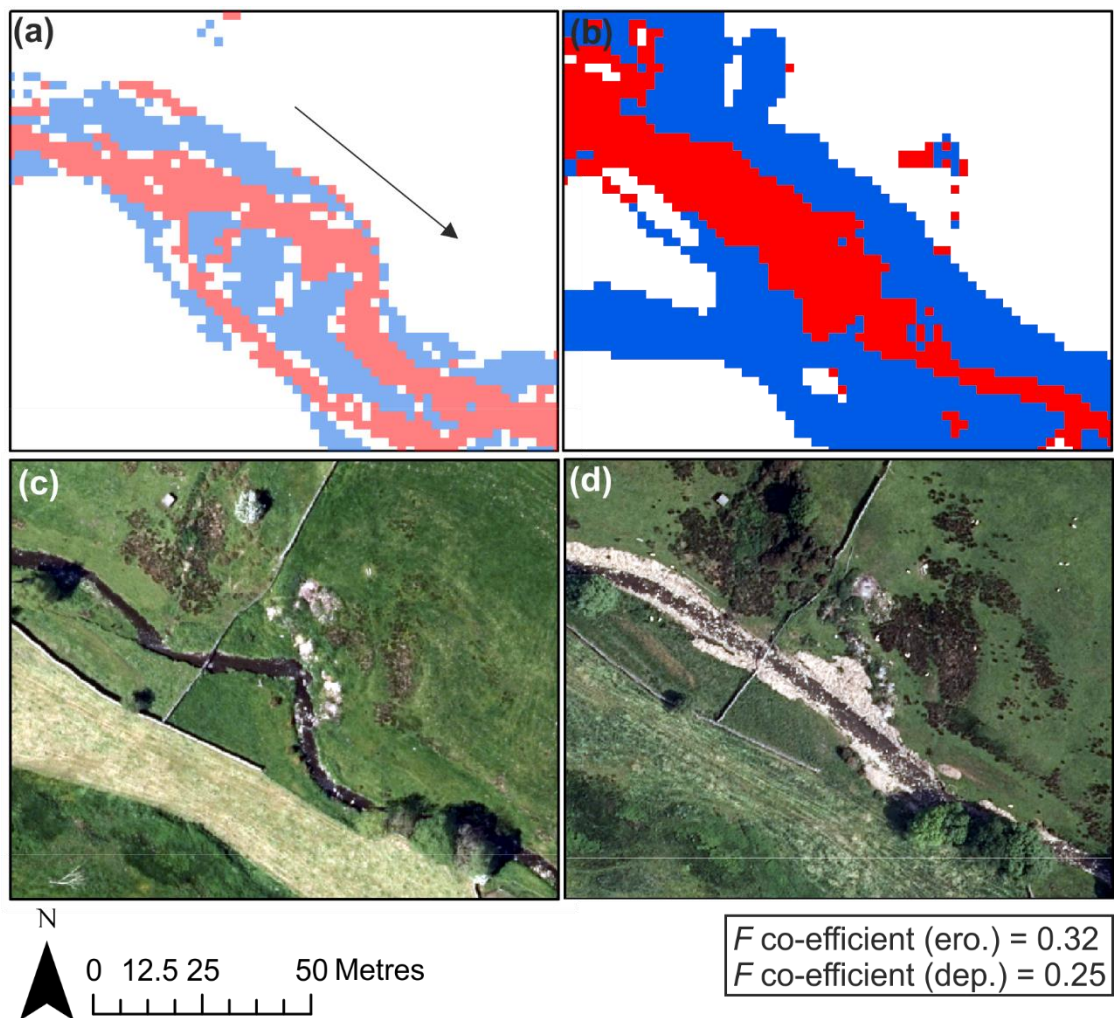 (a)
(b)
(c)
(d)
N
0 12.5 25 50 Metres
F co-efficient (ero.) = 0.32
F co-efficient (dep.) = 0.25